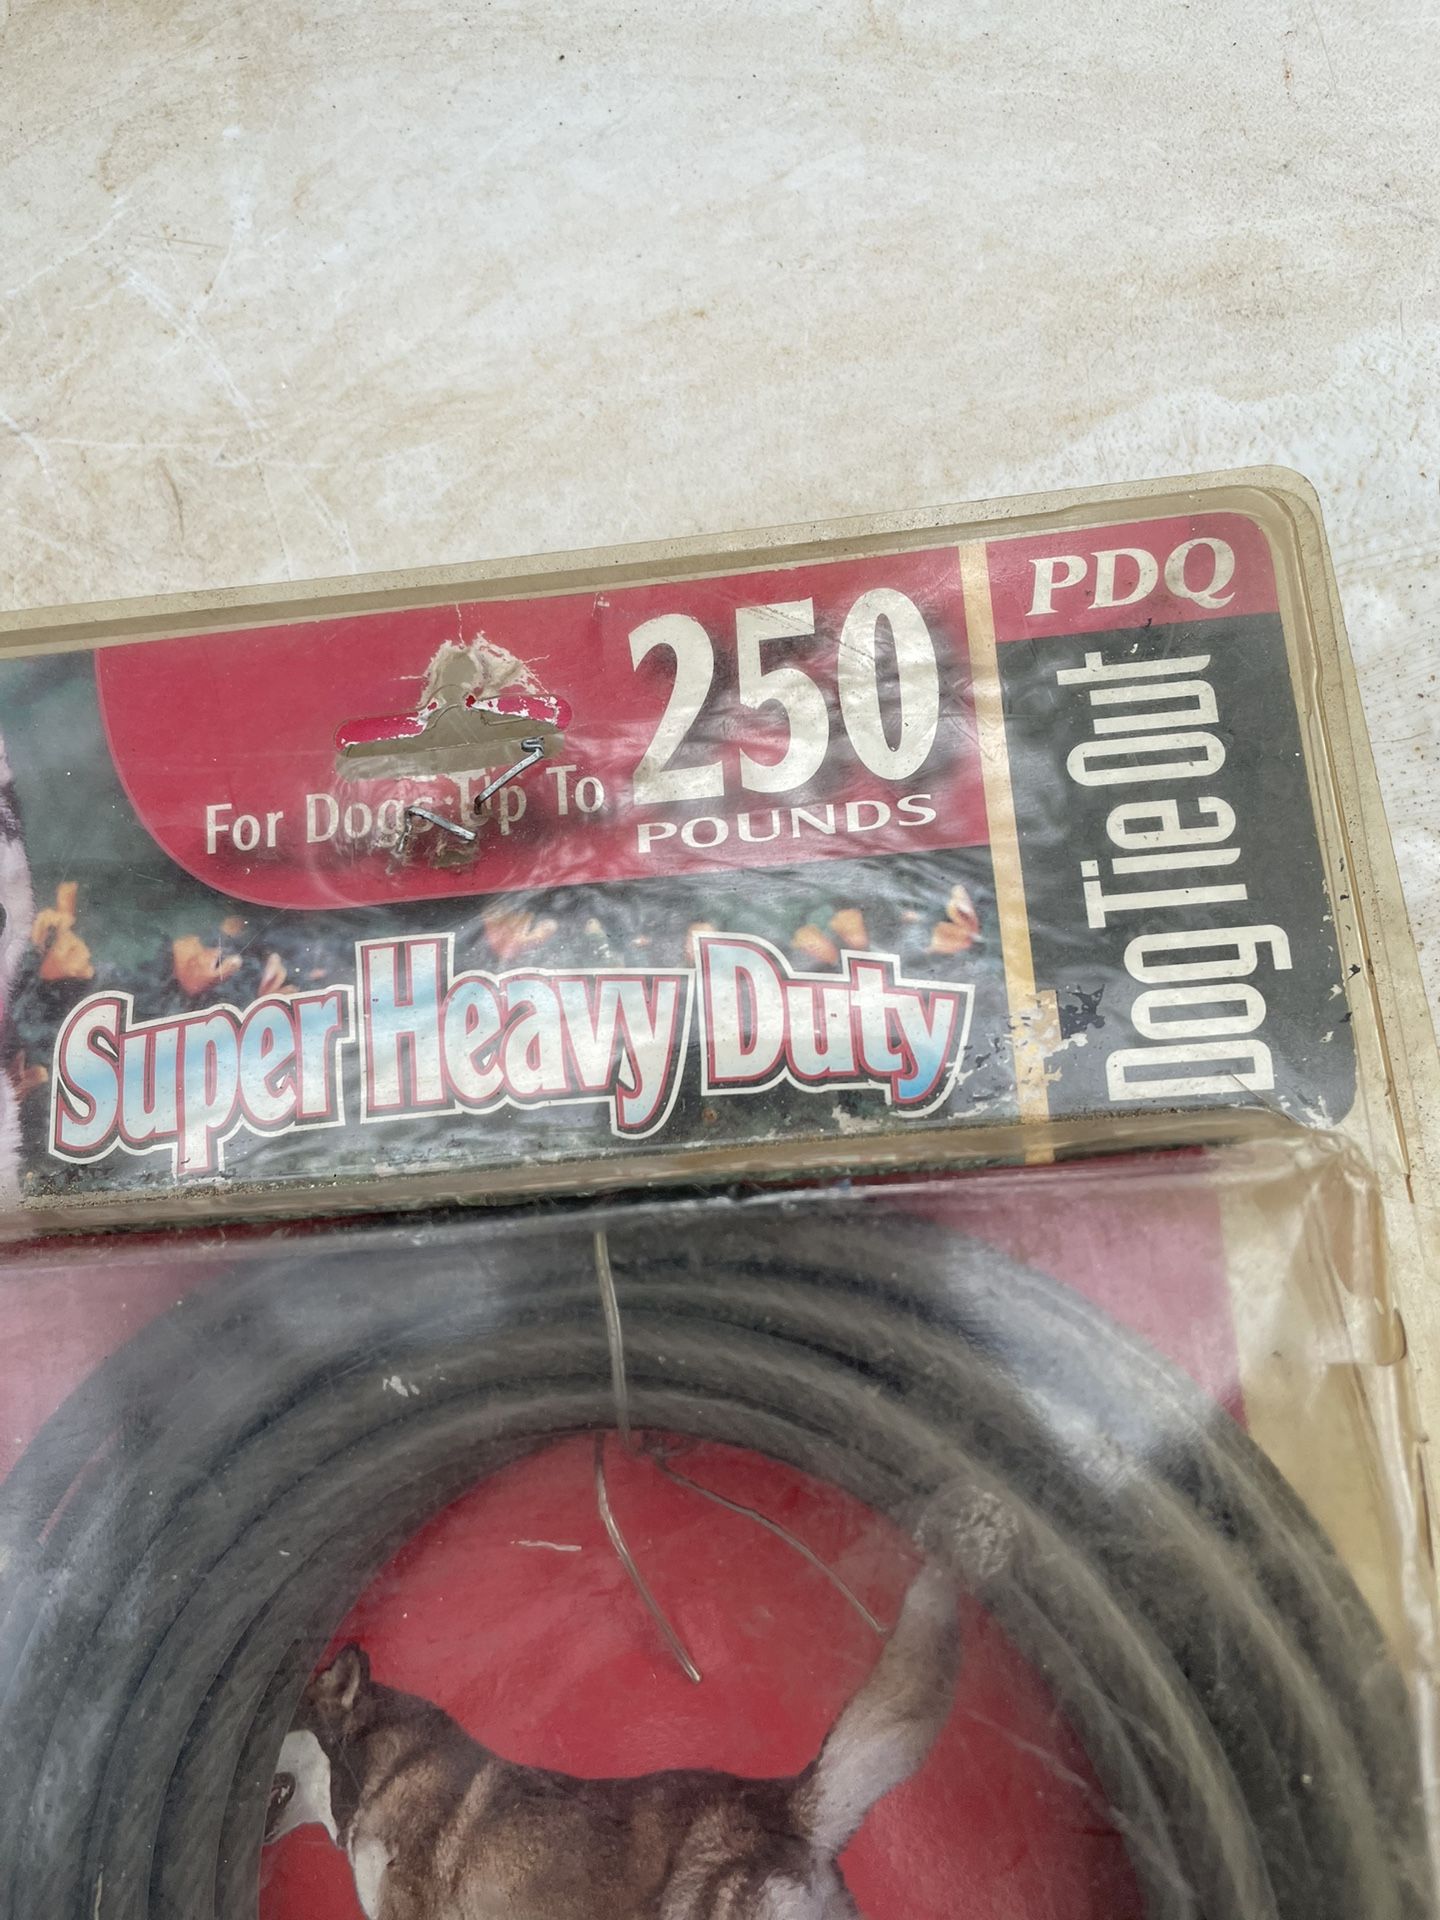 For Dogs Up To 250
POUNDS
PDQ
Dog Tie Out
Super Heavy Duty